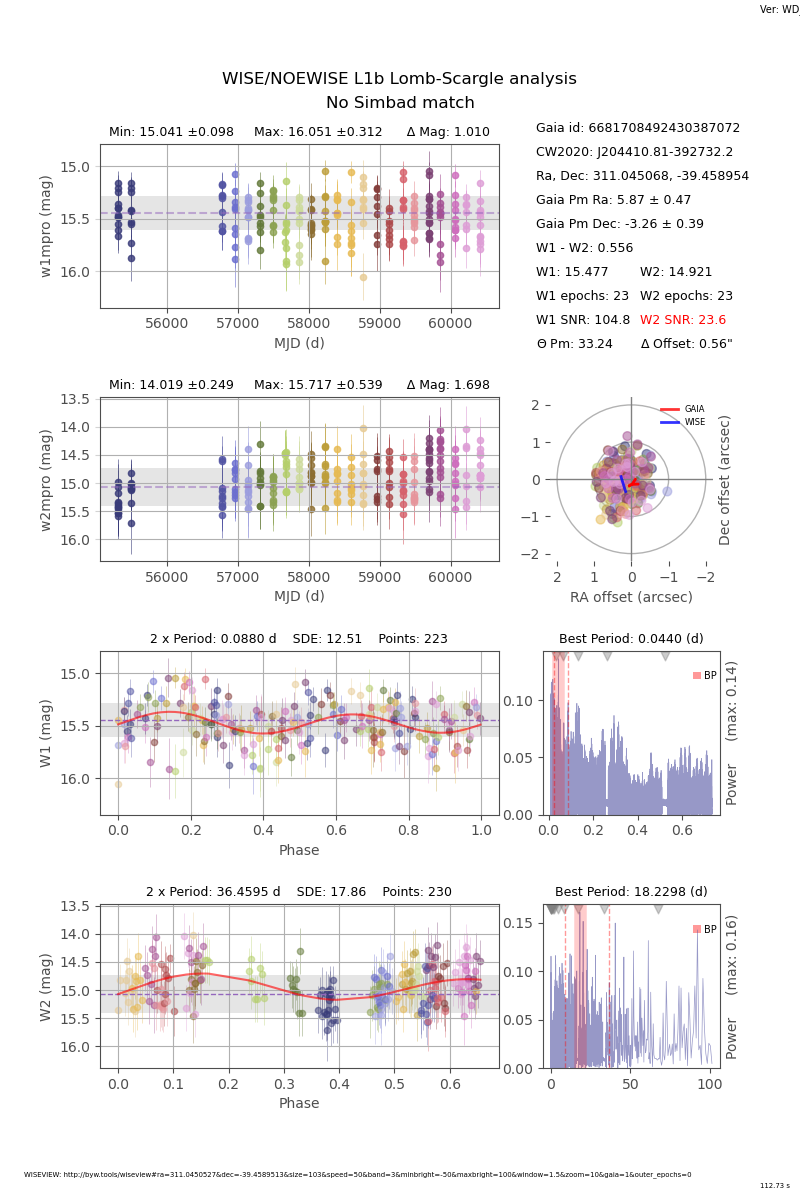 Ver: WD_
WISE/NOEWISE L1b Lomb-Scargle analysis
No Simbad match
Min: 15.041 ±0.098 Max: 16.051 ±0.312 Δ Mag: 1.010
15.0
15.5
16.0
w1mpro (mag)
56000 57000 58000 59000 60000
MJD (d)
Gaia id: 6681708492430387072
CW2020: J204410.81-392732.2
Ra, Dec: 311.045068, -39.458954
Gaia Pm Ra: 5.87 ± 0.47
Gaia Pm Dec: -3.26 ± 0.39
W1 - W2: 0.556
W1: 15.477 W2: 14.921
W1 epochs: 23 W2 epochs: 23
W1 SNR: 104.8 W2 SNR: 23.6
Θ Pm: 33.24 Δ Offset: 0.56"
Min: 14.019 ±0.249 Max: 15.717 ±0.539 Δ Mag: 1.698
13.5
14.0
14.5
15.0
15.5
16.0
w2mpro (mag)
56000 57000 58000 59000 60000
MJD (d)
GAIA
WISE
2
1
0
−1
−2
Dec offset (arcsec)
2 1 0 −1 −2
RA offset (arcsec)
2 x Period: 0.0880 d SDE: 12.51 Points: 223
15.0
15.5
16.0
W1 (mag)
0.0 0.2 0.4 0.6 0.8 1.0
Phase
Best Period: 0.0440 (d)
BP
0.10
0.05
0.00
Power (max: 0.14)
0.0 0.2 0.4 0.6
2 x Period: 36.4595 d SDE: 17.86 Points: 230
13.5
14.0
14.5
15.0
15.5
16.0
W2 (mag)
0.0 0.1 0.2 0.3 0.4 0.5 0.6
Phase
Best Period: 18.2298 (d)
BP
0.15
0.10
0.05
0.00
Power (max: 0.16)
0 50 100
WISEVIEW: http://byw.tools/wiseview#ra=311.0450527&dec=-39.4589513&size=103&speed=50&band=3&minbright=-50&maxbright=100&window=1.5&zoom=10&gaia=1&outer_epochs=0
112.73 s